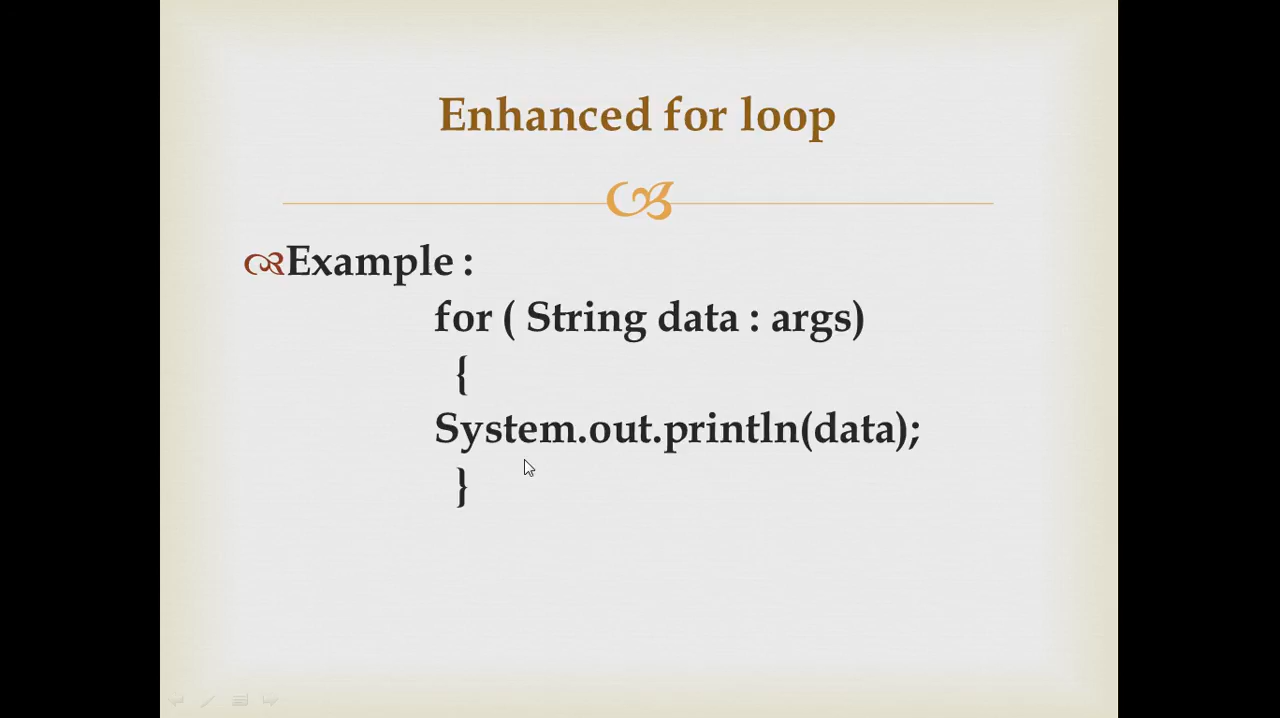 Enhanced for loop
Example :
for ( String data : args)
{
System.out.println(data);
}